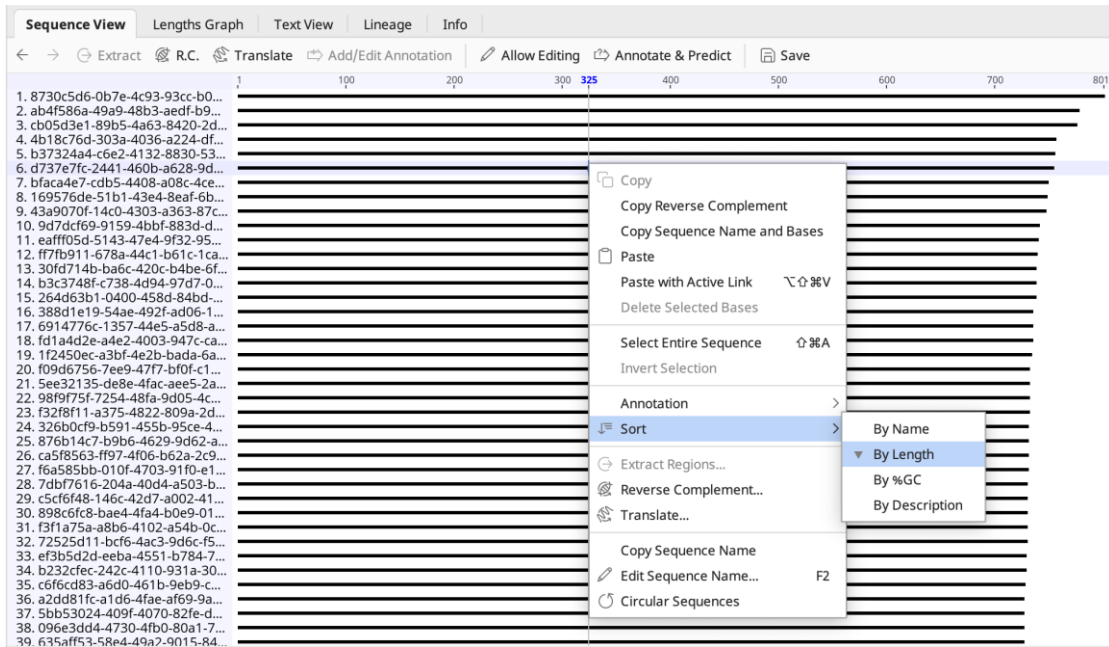 Sequence View Lengths Graph Text View Lineage Info
← → Extract R.C. Translate Add/Edit Annotation Allow Editing Annotate & Predict Save
1 100 200 300 325 400 500 600 700 801
1. 8730c5d6-0b7e-4c93-93cc-b0...
2. ab4f586a-49a9-48b3-aedf-b9...
3. cb05d3e1-89b5-4a63-8420-2d...
4. 4b18c76d-303a-4036-a224-df...
5. b37324a4-c6e2-4132-8830-53...
6. d737e7fc-2441-460b-a628-9d...
7. bfaca4e7-cdb5-4408-a08c-4ce...
8. 169576de-51b1-43e4-8eaf-6b...
9. 43a9070f-14c0-4303-a363-87c...
10. 9d7dcf69-9159-4bbf-883d-d...
11. eafff05d-5143-47e4-9f32-95...
12. ff7fb911-678a-44c1-b61c-1ca...
13. 30fd714b-ba6c-420c-b4be-6f...
14. b3c3748f-c738-4d94-97d7-0...
15. 264d63b1-0400-458d-84bd-...
16. 388d1e19-54ae-492f-ad06-1...
17. 6914776c-1357-44e5-a5d8-a...
18. fd1a4d2e-a4e2-4003-947c-ca...
19. 1f2450ec-a3bf-4e2b-bada-6a...
20. f09d6756-7ee9-47f7-bf0f-c1...
21. 5ee32135-de8e-4fac-aee5-2a...
22. 98f9f75f-7254-48fa-9d05-4c...
23. f32f8f11-a375-4822-809a-2d...
24. 326b0cf9-b591-455b-95ce-4...
25. 876b14c7-b9b6-4629-9d62-a...
26. ca5f8563-ff97-4f06-b62a-2c9...
27. f6a585bb-010f-4703-91f0-e1...
28. 7dbf7616-204a-40d4-a503-b...
29. c5cf6f48-146c-42d7-a002-41...
30. 898c6fc8-bae4-4fa4-b0e9-01...
31. f3f1a75a-a8b6-4102-a54b-0c...
32. 72525d11-bcf6-4ac3-9d6c-f5...
33. ef3b5d2d-eeba-4551-b784-7...
34. b232cfec-242c-4110-931a-30...
35. c6f6cd83-a6d0-461b-9eb9-c...
36. a2dd81fc-a1d6-4fae-af69-9a...
37. 5bb53024-409f-4070-82fe-d...
38. 096e3dd4-4730-4fb0-80a1-7...
39. 635aff53-58e4-49a2-9015-84...
Copy
Copy Reverse Complement
Copy Sequence Name and Bases
Paste
Paste with Active Link ⌥⇧⌘V
Delete Selected Bases
Select Entire Sequence ⇧⌘A
Invert Selection
Annotation
Sort
Extract Regions...
Reverse Complement...
Translate...
Copy Sequence Name
Edit Sequence Name... F2
Circular Sequences
By Name
By Length
By %GC
By Description